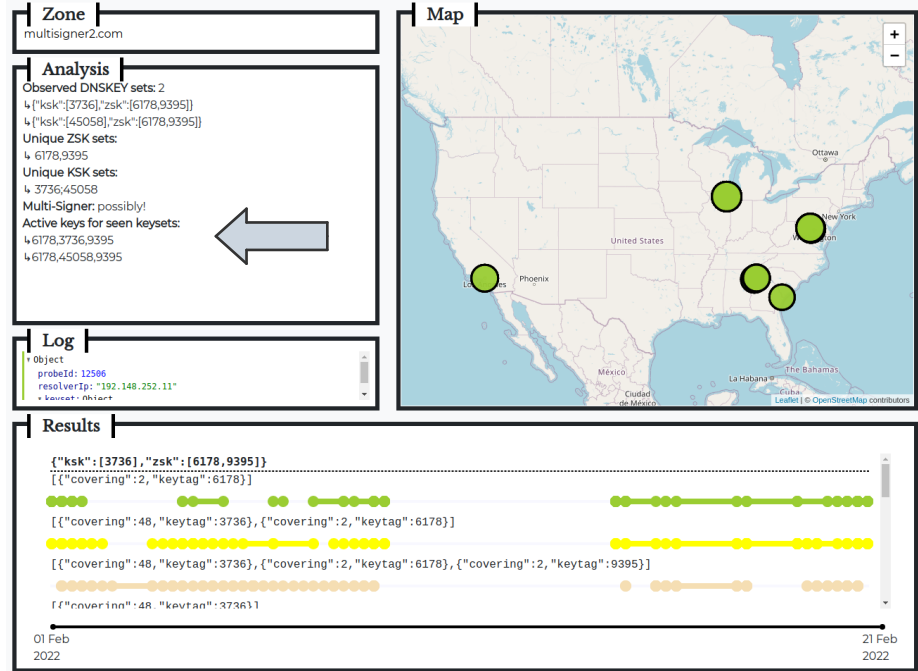 Zone
multisigner2.com
Analysis
Observed DNSKEY sets: 2
↳{"ksk":[3736],"zsk":[6178,9395]}
↳{"ksk":[45058],"zsk":[6178,9395]}
Unique ZSK sets:
↳ 6178,9395
Unique KSK sets:
↳ 3736;45058
Multi-Signer: possibly!
Active keys for seen keysets:
↳6178,3736,9395
↳6178,45058,9395
Log
▾ Object
probeId: 12506
resolverIp: "192.148.252.11"
▾ keyset: Object
Map
+
−
Ottawa
New York
United States
Phoenix
México
Ciudad
de México
La Habana
The Bahamas
Cuba
Leaflet | © OpenStreetMap contributors
Results
{"ksk":[3736],"zsk":[6178,9395]}
[{"covering":2,"keytag":6178}]
[{"covering":48,"keytag":3736},{"covering":2,"keytag":6178}]
[{"covering":48,"keytag":3736},{"covering":2,"keytag":6178},{"covering":2,"keytag":9395}]
[{"covering":48,"keytag":3736}]
01 Feb
2022
21 Feb
2022